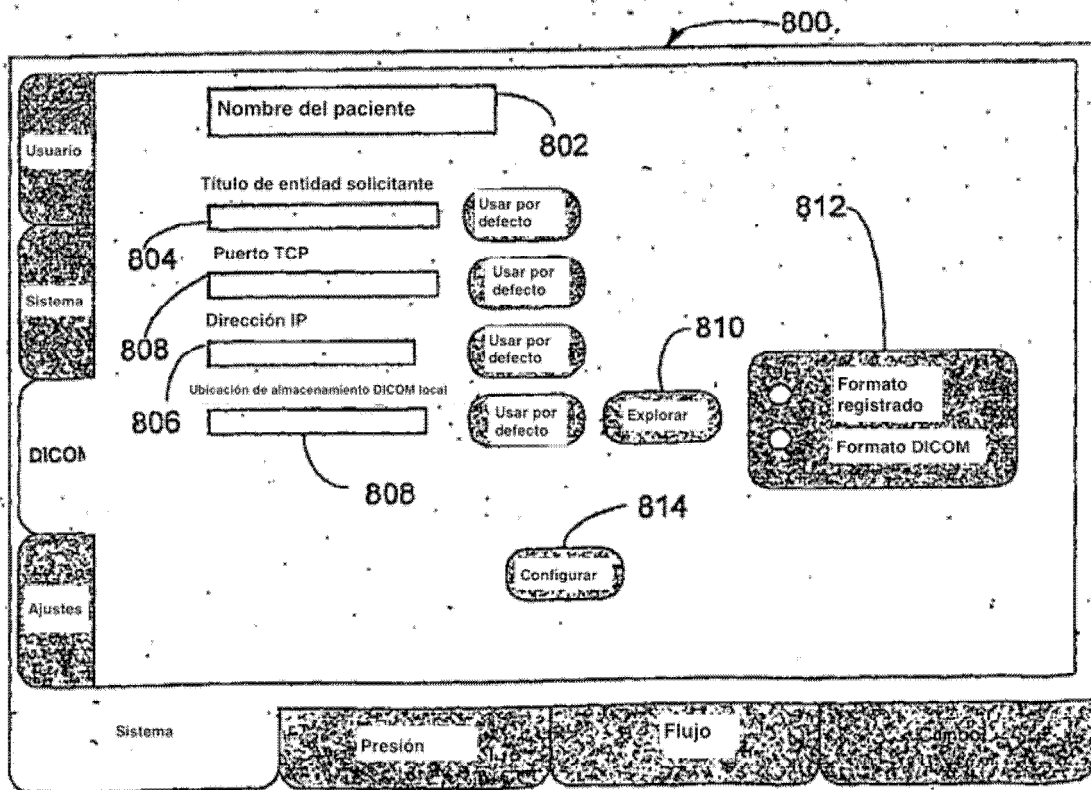 800
Nombre del paciente
802
Usuario
Título de entidad solicitante
Usar por
defecto
812
804
Puerto TCP
Usar por
defecto
Sistema
Dirección IP
810
808
Usar por
defecto
Ubicación de almacenamiento DICOM local
Formato
registrado
806
Usar por
defecto
Explorar
Formato DICOM
DICOM
808
814
Configurar
Ajustes
Sistema
Presión
Flujo